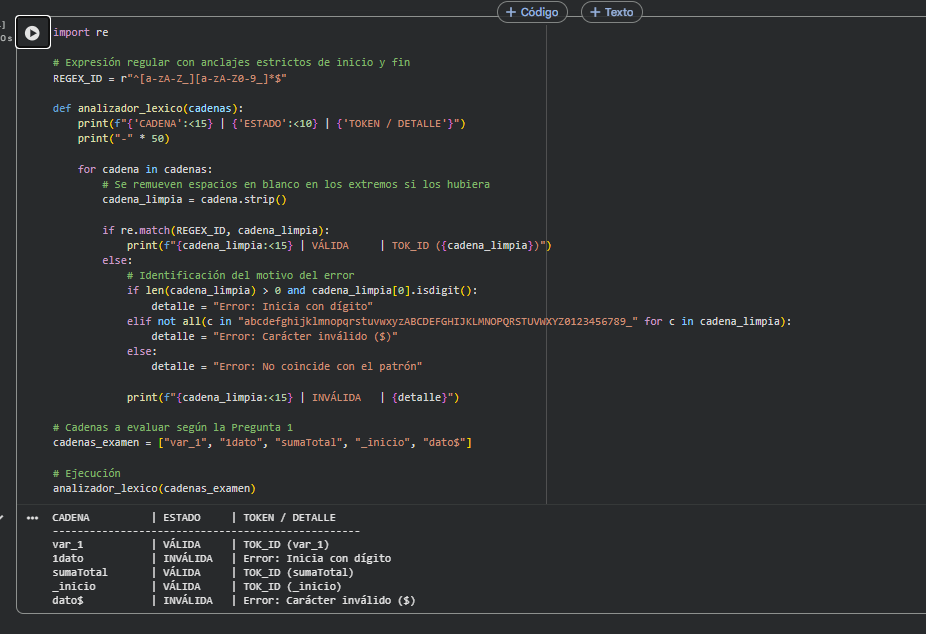 + Código + Texto
]
0 s
import re
# Expresión regular con anclajes estrictos de inicio y fin
REGEX_ID = r"^[a-zA-Z_][a-zA-Z0-9_]*$"
def analizador_lexico(cadenas):
print(f"{'CADENA':<15} | {'ESTADO':<10} | {'TOKEN / DETALLE'}")
print("-" * 50)
for cadena in cadenas:
# Se remueven espacios en blanco en los extremos si los hubiera
cadena_limpia = cadena.strip()
if re.match(REGEX_ID, cadena_limpia):
print(f"{cadena_limpia:<15} | VÁLIDA     | TOK_ID ({cadena_limpia})")
else:
# Identificación del motivo del error
if len(cadena_limpia) > 0 and cadena_limpia[0].isdigit():
detalle = "Error: Inicia con dígito"
elif not all(c in "abcdefghijklmnopqrstuvwxyzABCDEFGHIJKLMNOPQRSTUVWXYZ0123456789_" for c in cadena_limpia):
detalle = "Error: Carácter inválido ($)"
else:
detalle = "Error: No coincide con el patrón"
print(f"{cadena_limpia:<15} | INVÁLIDA   | {detalle}")
# Cadenas a evaluar según la Pregunta 1
cadenas_examen = ["var_1", "1dato", "sumaTotal", "_inicio", "dato$"]
# Ejecución
analizador_lexico(cadenas_examen)
CADENA          | ESTADO     | TOKEN / DETALLE
--------------------------------------------------
var_1           | VÁLIDA     | TOK_ID (var_1)
1dato           | INVÁLIDA   | Error: Inicia con dígito
sumaTotal       | VÁLIDA     | TOK_ID (sumaTotal)
_inicio         | VÁLIDA     | TOK_ID (_inicio)
dato$           | INVÁLIDA   | Error: Carácter inválido ($)